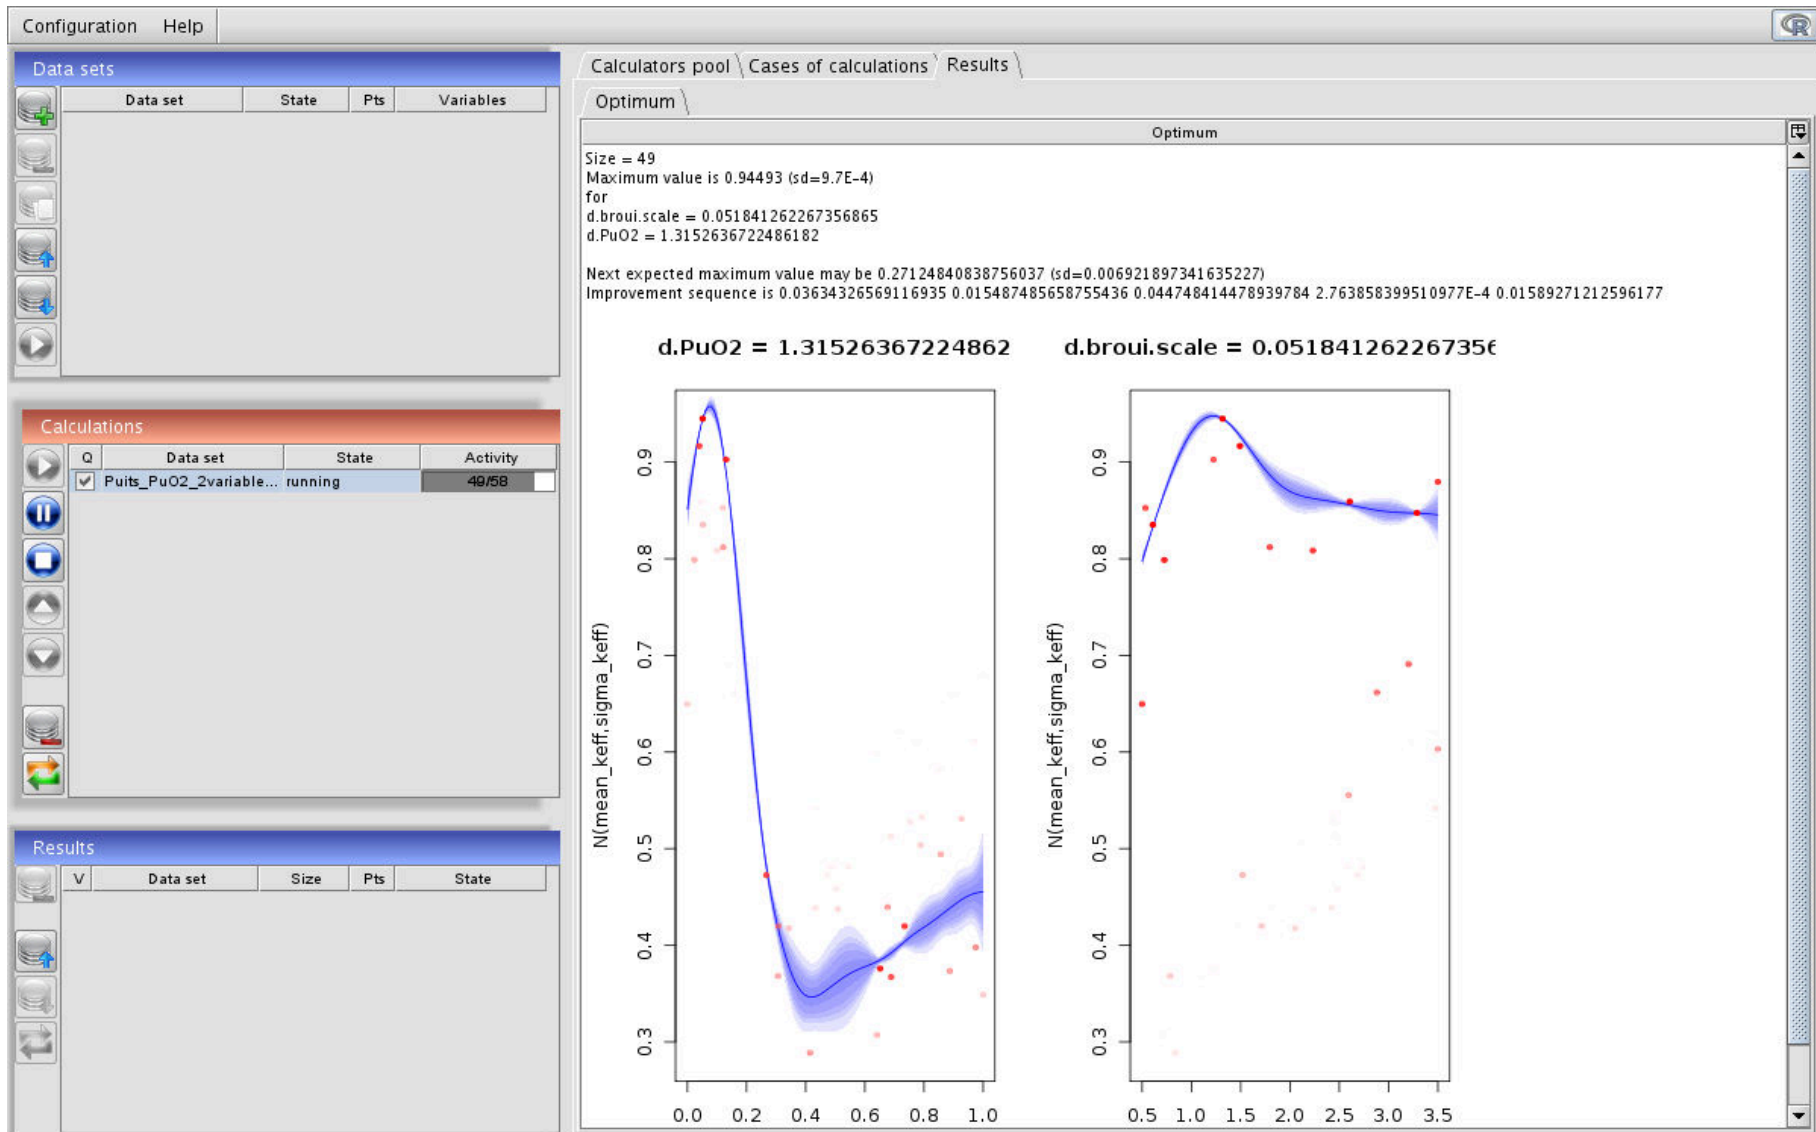 Configuration Help
Data sets
Data set State Pts Variables
Calculations
Q Data set State Activity
Puits_PuO2_2variable... running 49/58
Results
V Data set Size Pts State
Calculators pool Cases of calculations Results
Optimum
Optimum
Size = 49
Maximum value is 0.94493 (sd=9.7E-4)
for
d.broui.scale = 0.051841262267356865
d.PuO2 = 1.3152636722486182
Next expected maximum value may be 0.27124840838756037 (sd=0.006921897341635227)
Improvement sequence is 0.03634326569116935 0.015487485658755436 0.044748414478939784 2.763858399510977E-4 0.01589271212596177
d.PuO2 = 1.31526367224862
N(mean_keff,sigma_keff)
0.9
0.8
0.7
0.6
0.5
0.4
0.3
0.0 0.2 0.4 0.6 0.8 1.0
d.broui.scale = 0.051841262267356
N(mean_keff,sigma_keff)
0.9
0.8
0.7
0.6
0.5
0.4
0.3
0.5 1.0 1.5 2.0 2.5 3.0 3.5
R